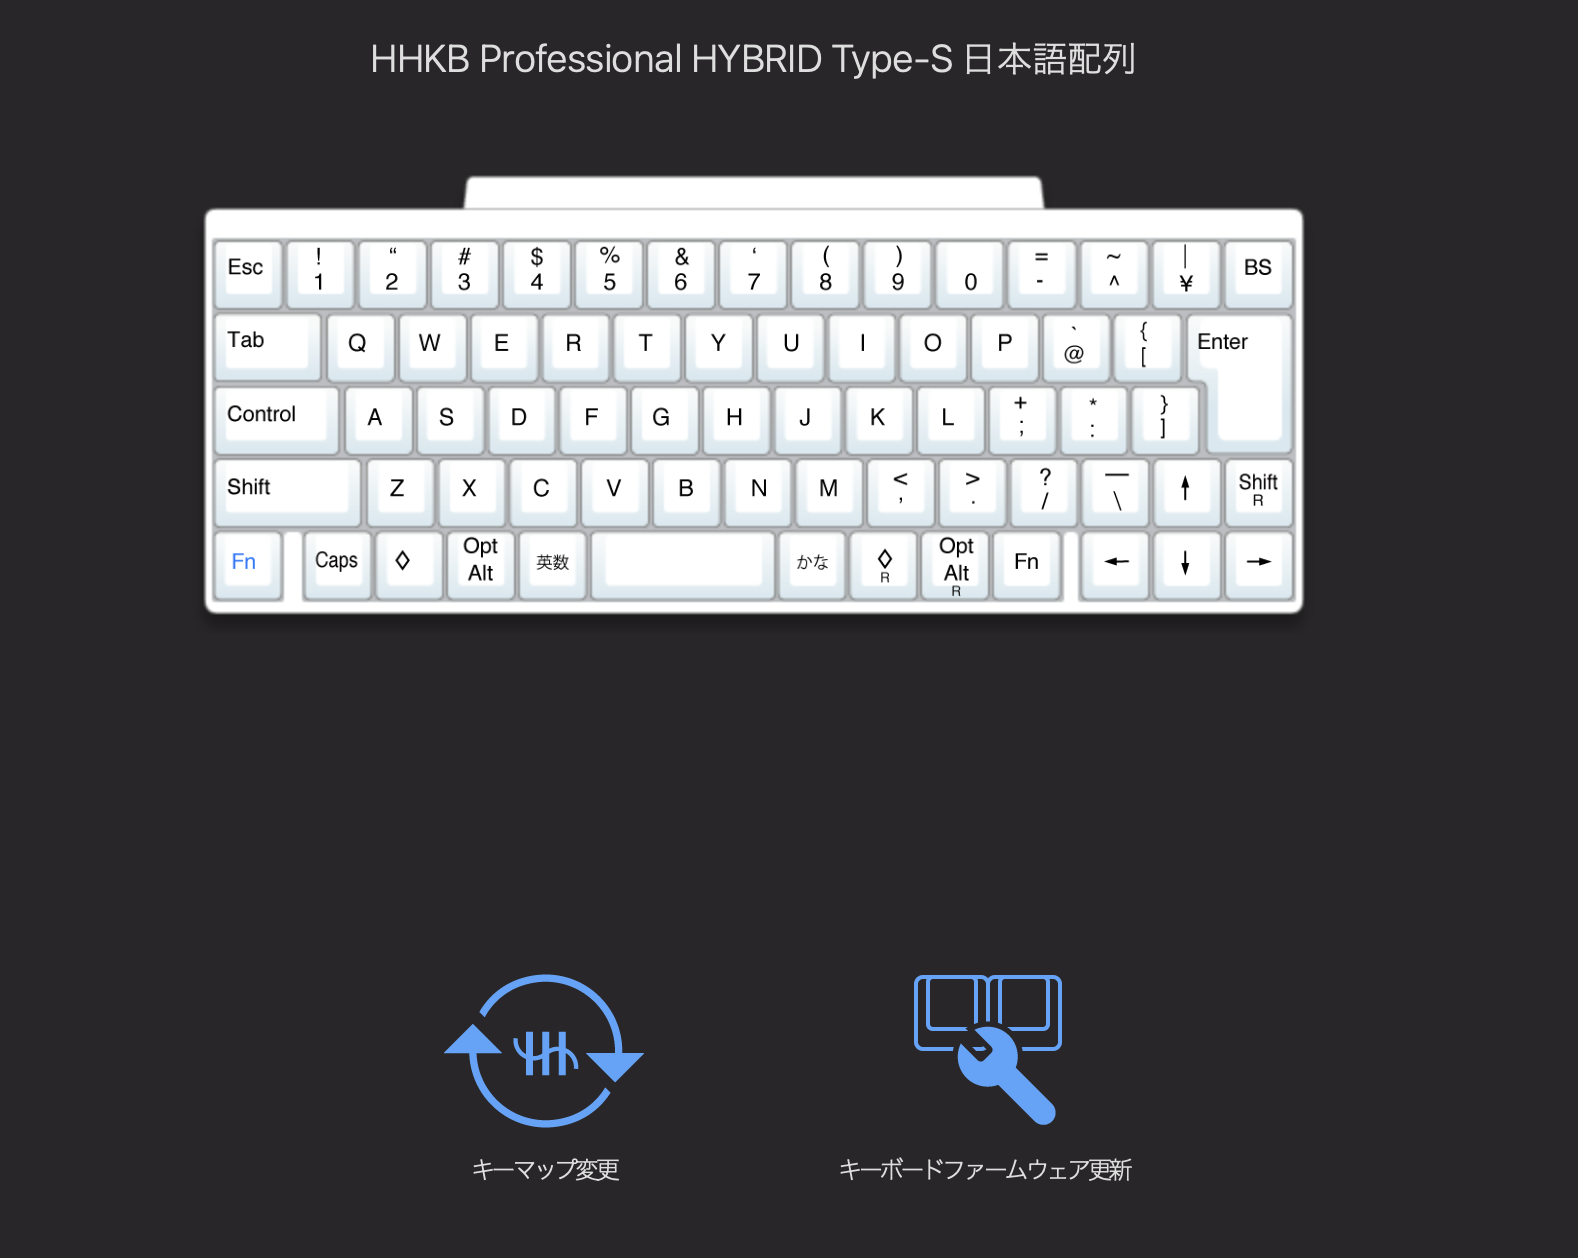 HHKB Professional HYBRID Type-S 日本語配列
Esc ! 1 “ 2 # 3 $ 4 % 5 & 6 ‘ 7 ( 8 ) 9 0 = - ~ ^ | ¥ BS
Tab Q W E R T Y U I O P ` @ { [ Enter
Control A S D F G H J K L + ; * : } ]
Shift Z X C V B N M < , > . ? / — \ ↑ Shift R
Fn Caps ◊ Opt Alt 英数 かな ◊ R Opt Alt R Fn ← ↓ →
キーマップ変更
キーボードファームウェア更新